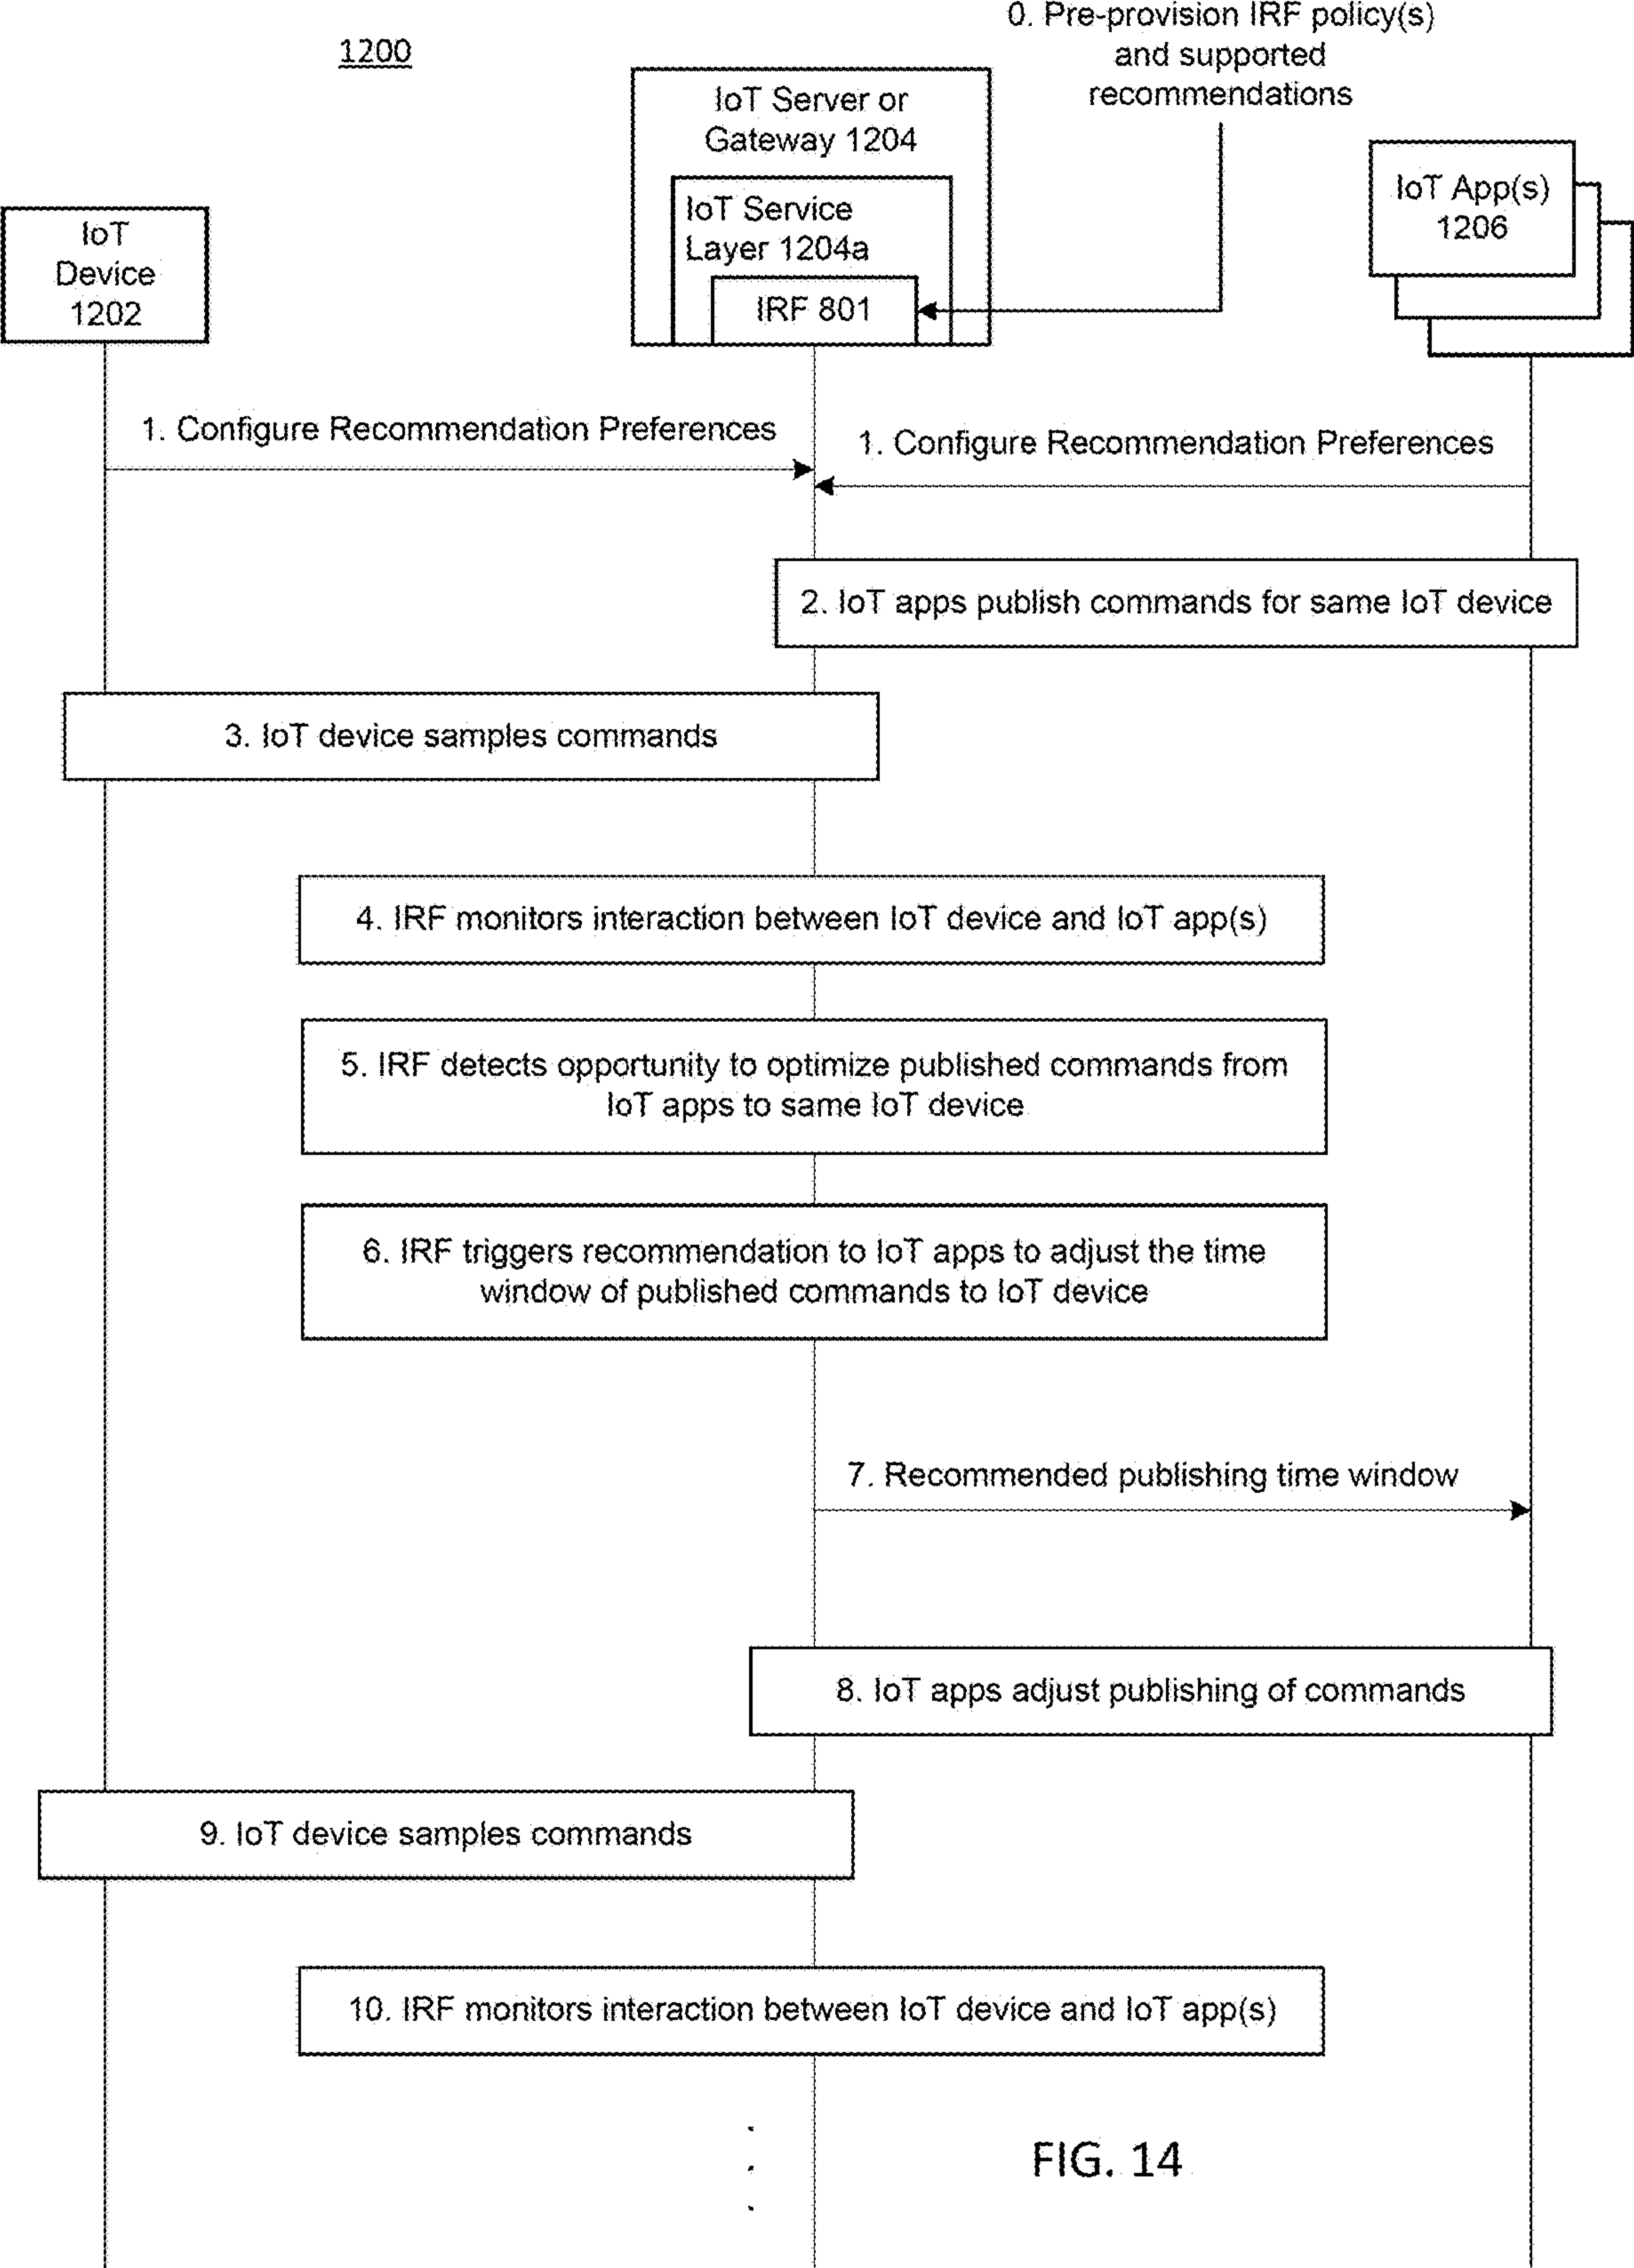 0. Pre-provision IRF policy(s)
and supported
recommendations
1200
IoT Server or
Gateway 1204
IoT Service
Layer 1204a
IRF 801
IoT App(s)
1206
IoT
Device
1202
1. Configure Recommendation Preferences
1. Configure Recommendation Preferences
2. IoT apps publish commands for same IoT device
3. IoT device samples commands
4. IRF monitors interaction between IoT device and IoT app(s)
5. IRF detects opportunity to optimize published commands from
IoT apps to same IoT device
6. IRF triggers recommendation to IoT apps to adjust the time
window of published commands to IoT device
7. Recommended publishing time window
8. IoT apps adjust publishing of commands
9. IoT device samples commands
10. IRF monitors interaction between IoT device and IoT app(s)
FIG. 14